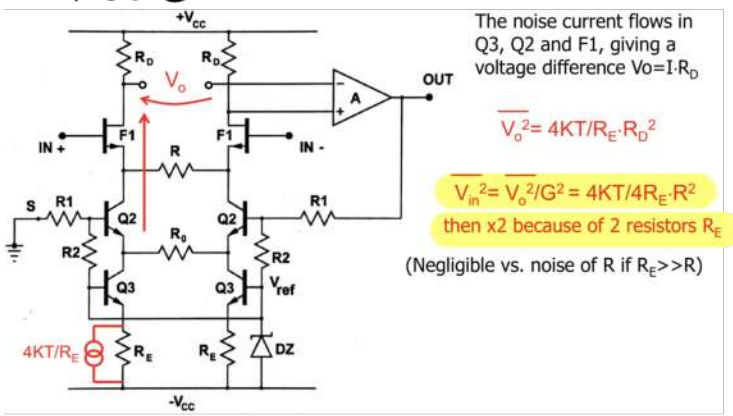 +Vcc
The noise current flows in
Q3, Q2 and F1, giving a
voltage difference Vo=I·RD
RD
RD
Vo
OUT
A
F1
F1
IN +
IN -
Vo²= 4KT/RE·RD²
R
Vin²= Vo²/G² = 4KT/4RE·R²
S
R1
R1
then x2 because of 2 resistors RE
Q2
Q2
R0
R2
R2
(Negligible vs. noise of R if RE>>R)
Q3
Q3
Vref
4KT/RE
RE
RE
DZ
-Vcc